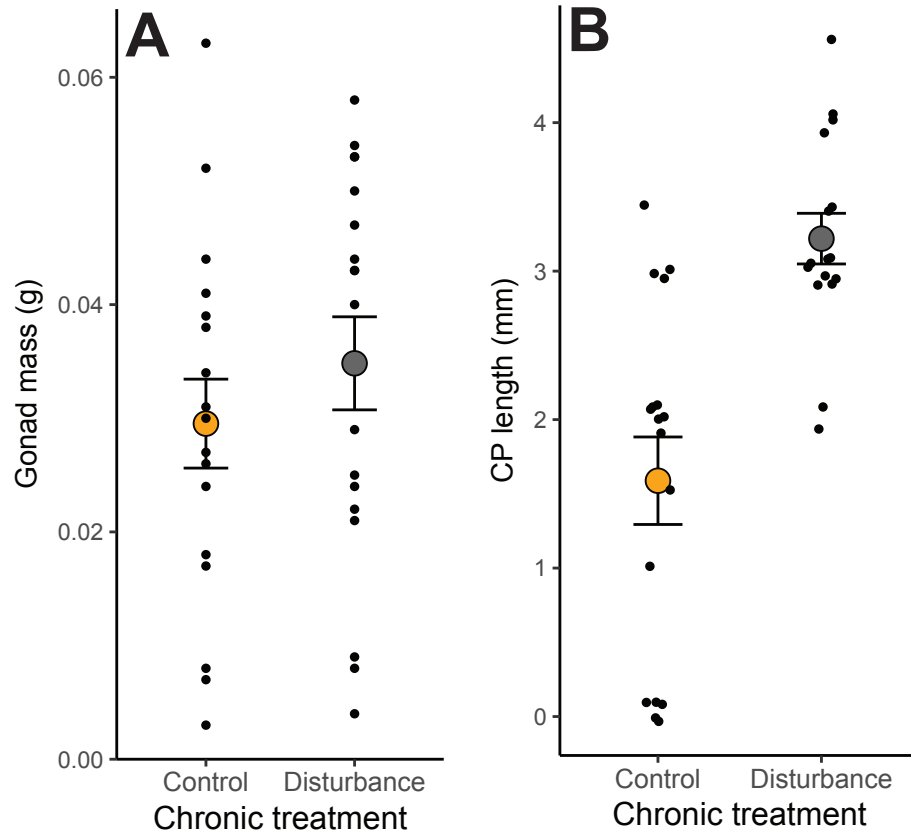 A
Gonad mass (g)
0.06
0.04
0.02
0.00
Control Disturbance
Chronic treatment
B
CP length (mm)
4
3
2
1
0
Control Disturbance
Chronic treatment